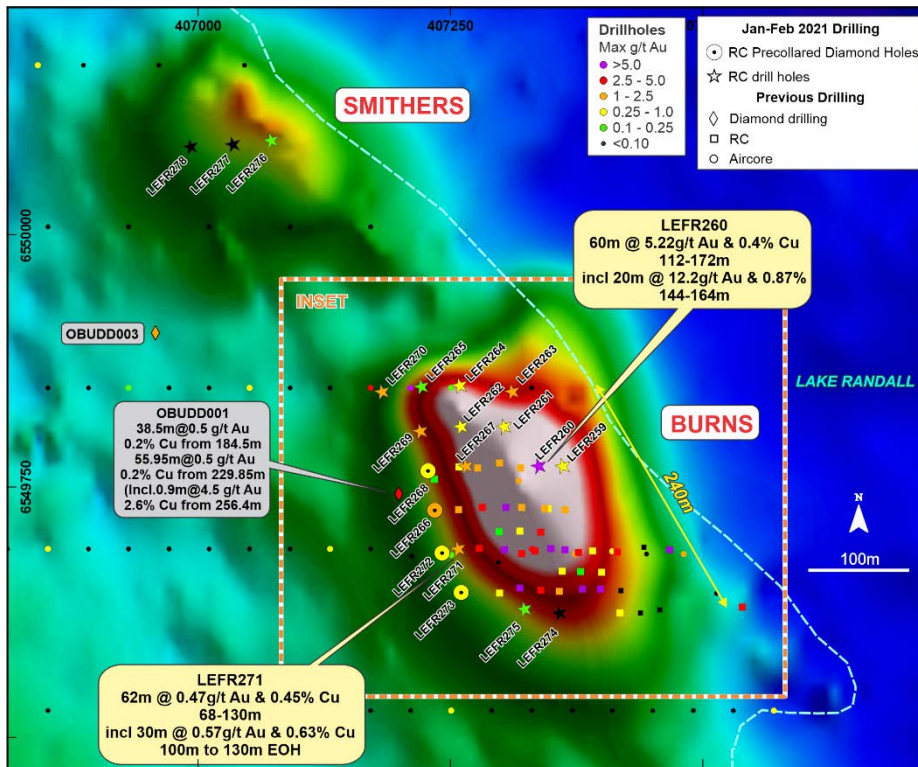 407000
407250
6550000
6549750
Drillholes
Max g/t Au
>5.0
2.5 - 5.0
1 - 2.5
0.25 - 1.0
0.1 - 0.25
<0.10
Jan-Feb 2021 Drilling
RC Precollared Diamond Holes
RC drill holes
Previous Drilling
Diamond drilling
RC
Aircore
SMITHERS
LEFR278
LEFR277
LEFR276
LEFR260
60m @ 5.22g/t Au & 0.4% Cu
112-172m
incl 20m @ 12.2g/t Au & 0.87%
144-164m
INSET
OBUDD003
LEFR270
LEFR265
LEFR264
LEFR263
LEFR262
LEFR261
LEFR269
LEFR267
LEFR260
LEFR259
BURNS
LAKE RANDALL
OBUDD001
38.5m@0.5 g/t Au
0.2% Cu from 184.5m
55.95m@0.5 g/t Au
0.2% Cu from 229.85m
(Incl.0.9m@4.5 g/t Au
2.6% Cu from 256.4m)
LEFR268
LEFR266
LEFR272
LEFR271
LEFR273
LEFR275
LEFR274
240m
N
100m
LEFR271
62m @ 0.47g/t Au & 0.45% Cu
68-130m
incl 30m @ 0.57g/t Au & 0.63% Cu
100m to 130m EOH